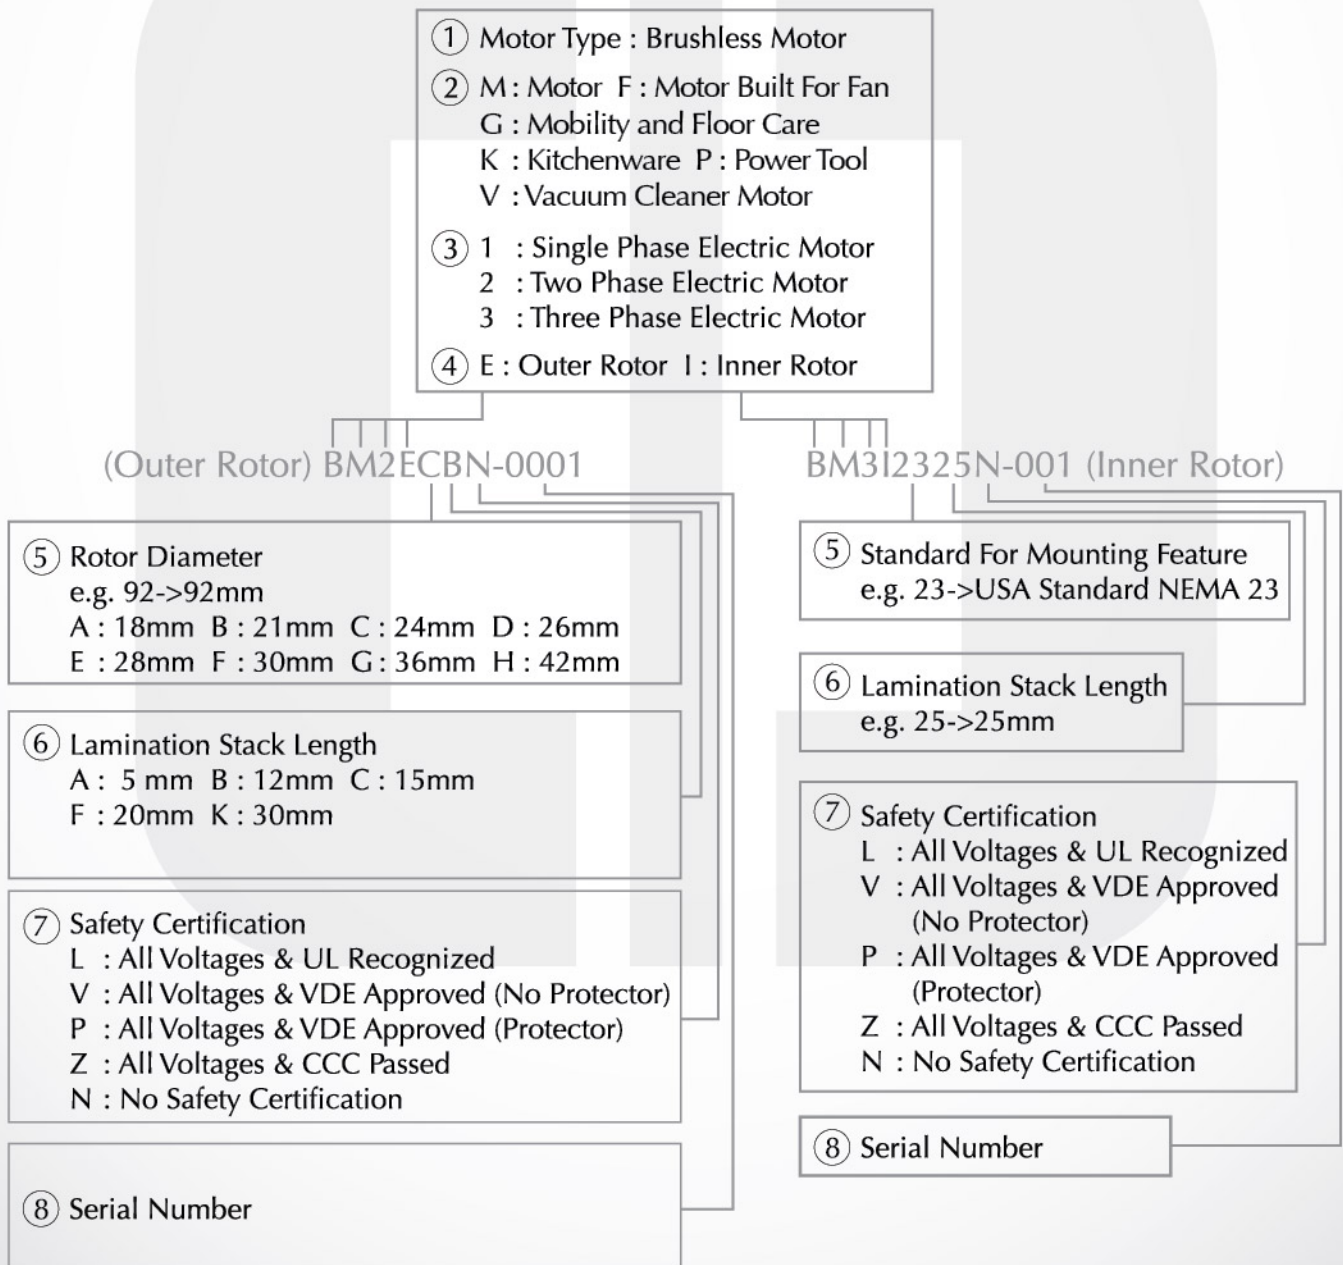 ① Motor Type : Brushless Motor
② M : Motor F : Motor Built For Fan
G : Mobility and Floor Care
K : Kitchenware P : Power Tool
V : Vacuum Cleaner Motor
③ 1 : Single Phase Electric Motor
2 : Two Phase Electric Motor
3 : Three Phase Electric Motor
④ E : Outer Rotor I : Inner Rotor
(Outer Rotor) BM2ECBN-0001
BM3I2325N-001 (Inner Rotor)
⑤ Rotor Diameter
e.g. 92->92mm
A : 18mm B : 21mm C : 24mm D : 26mm
E : 28mm F : 30mm G : 36mm H : 42mm
⑥ Lamination Stack Length
A : 5 mm B : 12mm C : 15mm
F : 20mm K : 30mm
⑦ Safety Certification
L : All Voltages & UL Recognized
V : All Voltages & VDE Approved (No Protector)
P : All Voltages & VDE Approved (Protector)
Z : All Voltages & CCC Passed
N : No Safety Certification
⑧ Serial Number
⑤ Standard For Mounting Feature
e.g. 23->USA Standard NEMA 23
⑥ Lamination Stack Length
e.g. 25->25mm
⑦ Safety Certification
L : All Voltages & UL Recognized
V : All Voltages & VDE Approved
(No Protector)
P : All Voltages & VDE Approved
(Protector)
Z : All Voltages & CCC Passed
N : No Safety Certification
⑧ Serial Number